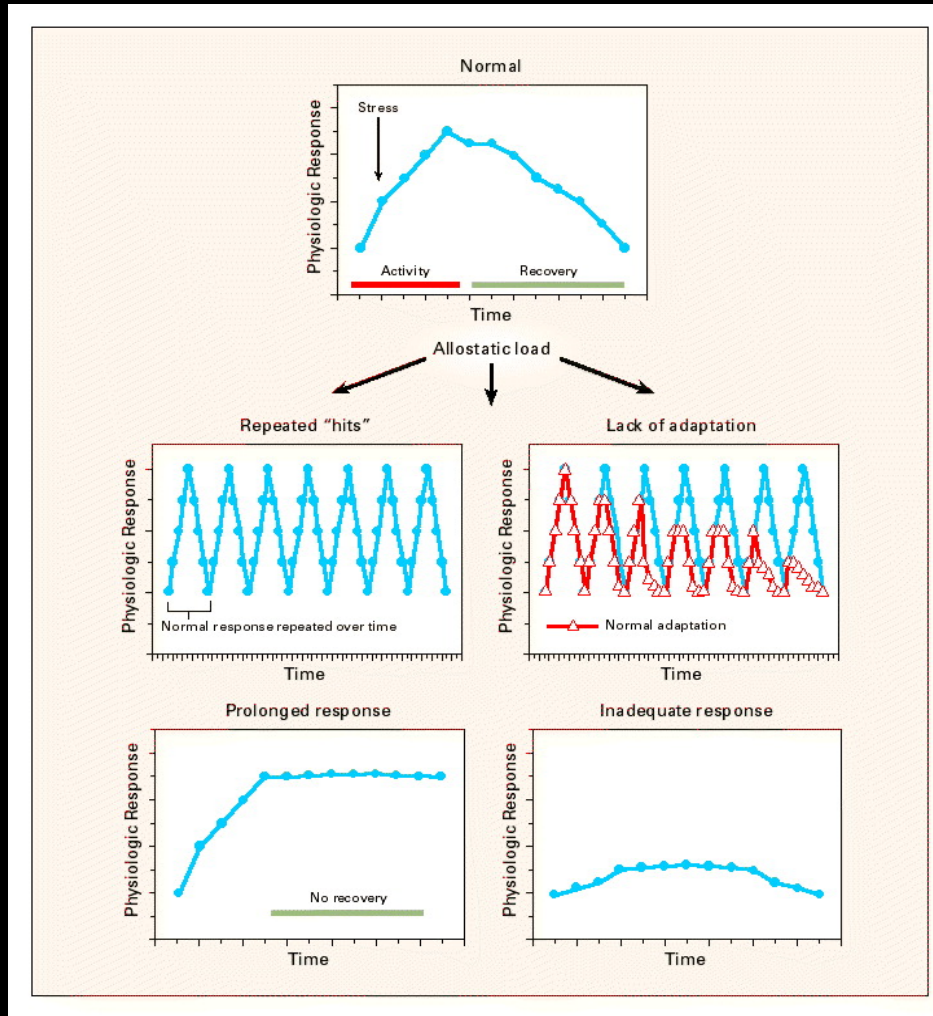 Normal
Stress
Physiologic Response
Activity
Recovery
Time
Allostatic load
Repeated “hits”
Physiologic Response
Normal response repeated over time
Time
Lack of adaptation
Physiologic Response
Normal adaptation
Time
Prolonged response
Physiologic Response
No recovery
Time
Inadequate response
Physiologic Response
Time